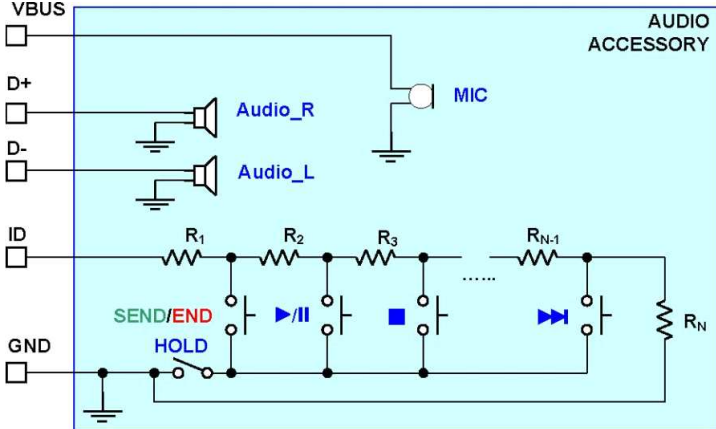 VBUS
AUDIO
ACCESSORY
D+
Audio_R
MIC
D-
Audio_L
ID
R1
R2
R3
......
RN-1
SEND/END
/
RN
GND
HOLD